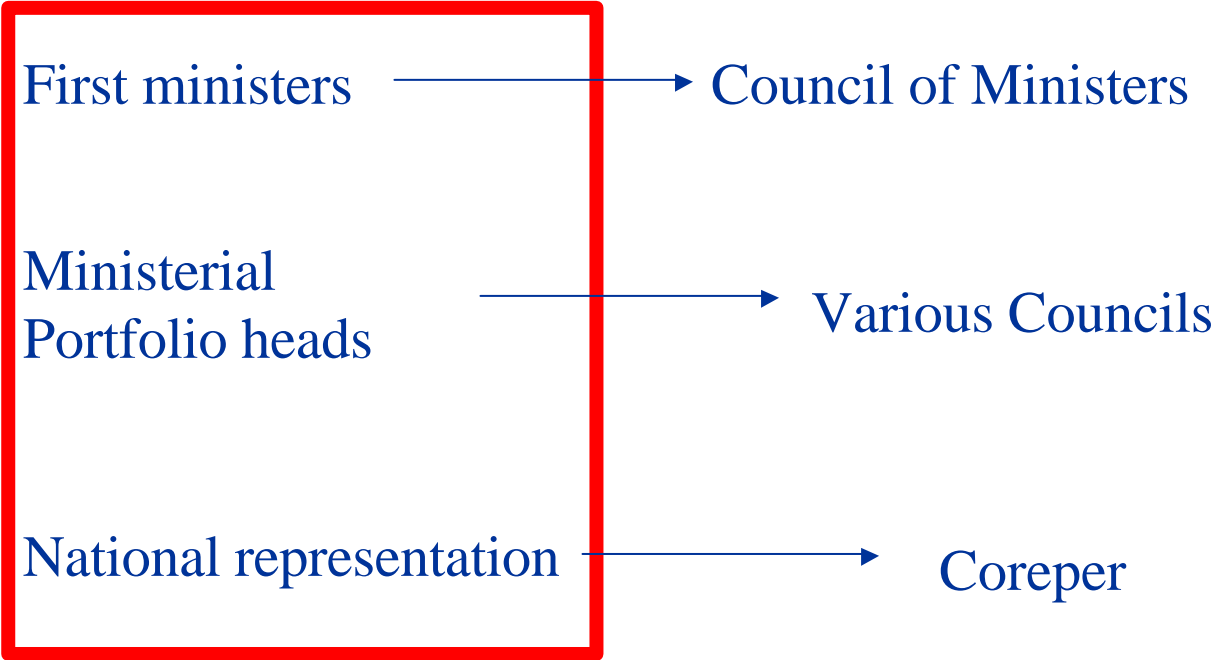 First ministers
Council of Ministers
Ministerial
Portfolio heads
Various Councils
National representation
Coreper